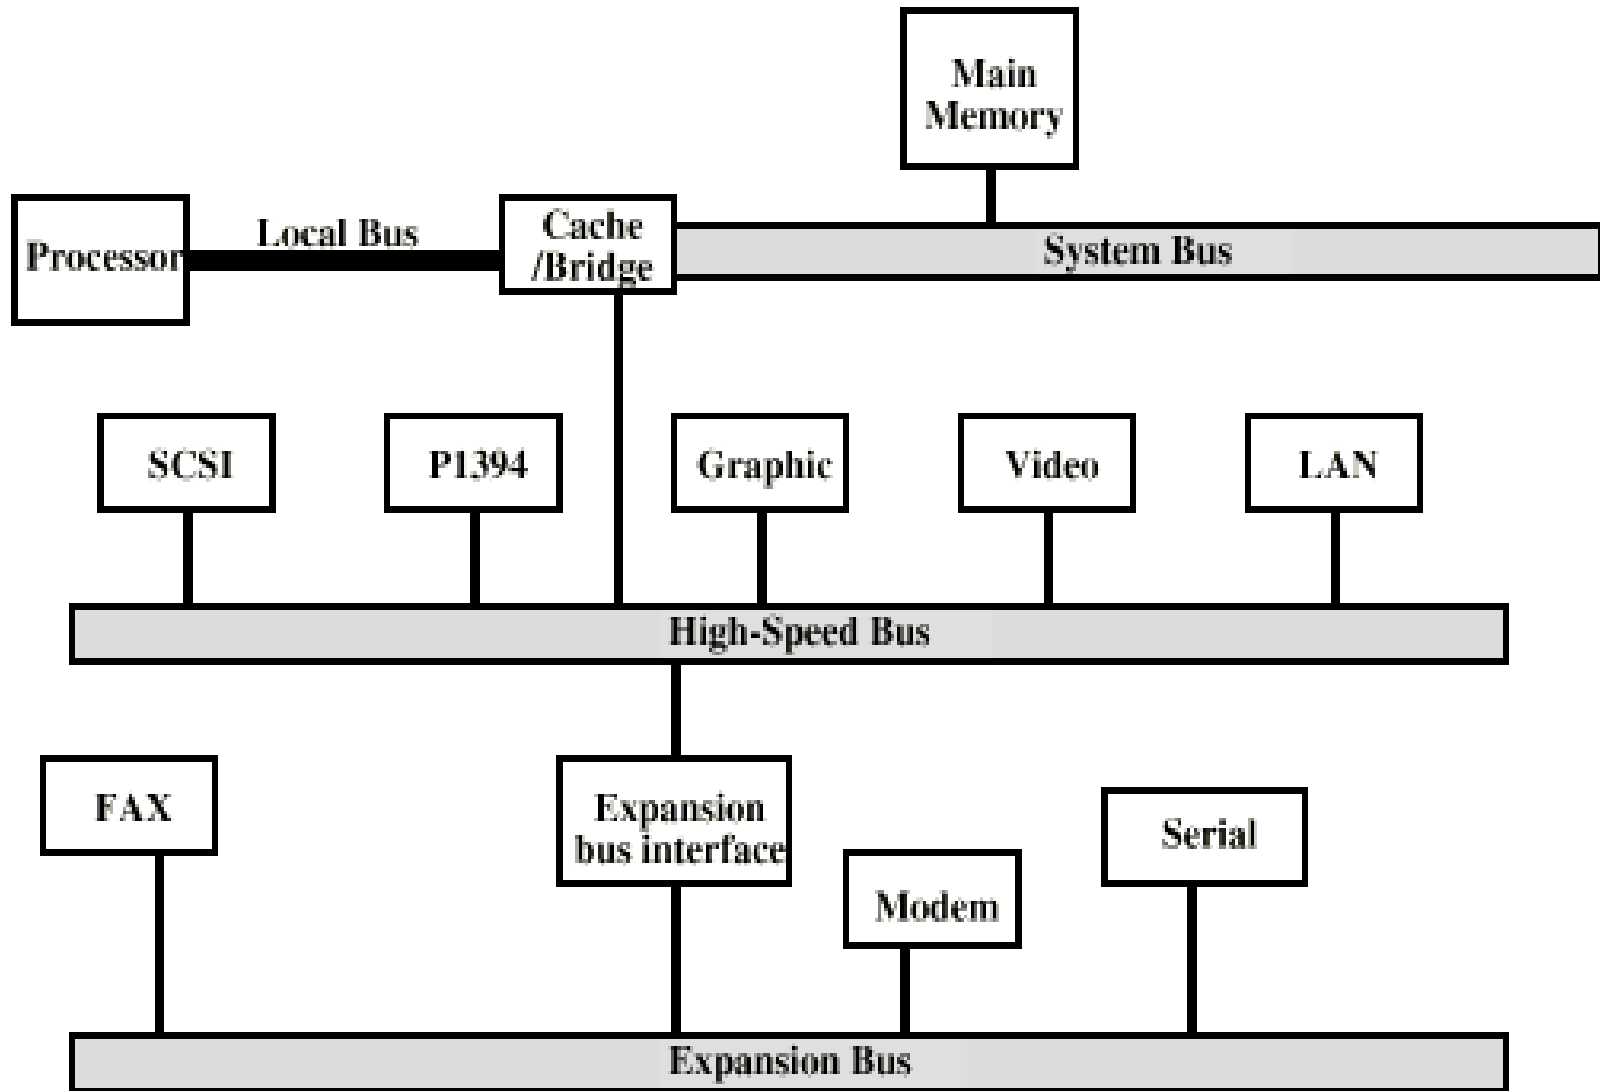 Main
Memory
Processor
Local Bus
Cache
/Bridge
System Bus
SCSI
P1394
Graphic
Video
LAN
High-Speed Bus
FAX
Expansion
bus interface
Modem
Serial
Expansion Bus